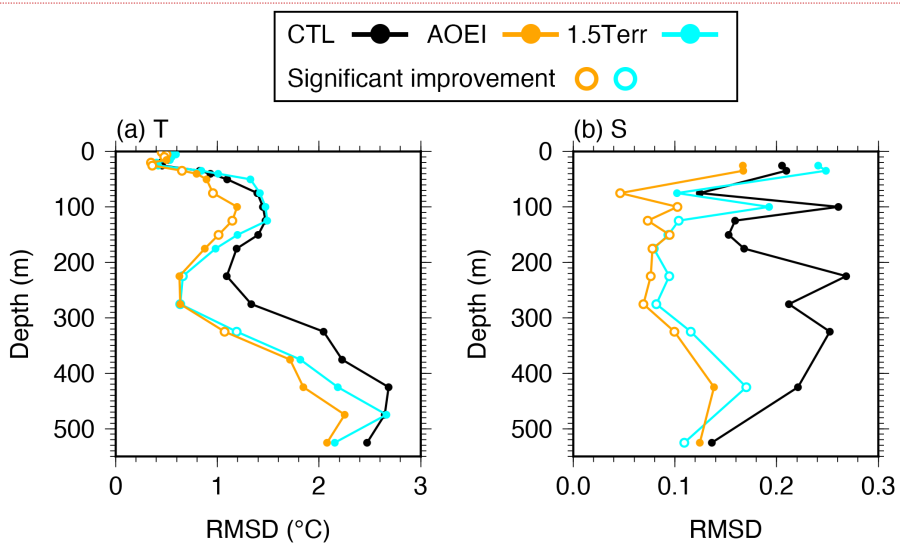 CTL AOEI 1.5Terr
Significant improvement
(a) T
(b) S
0
100
200
300
400
500
Depth (m)
0 1 2 3
RMSD (°C)
0
100
200
300
400
500
Depth (m)
0.0 0.1 0.2 0.3
RMSD